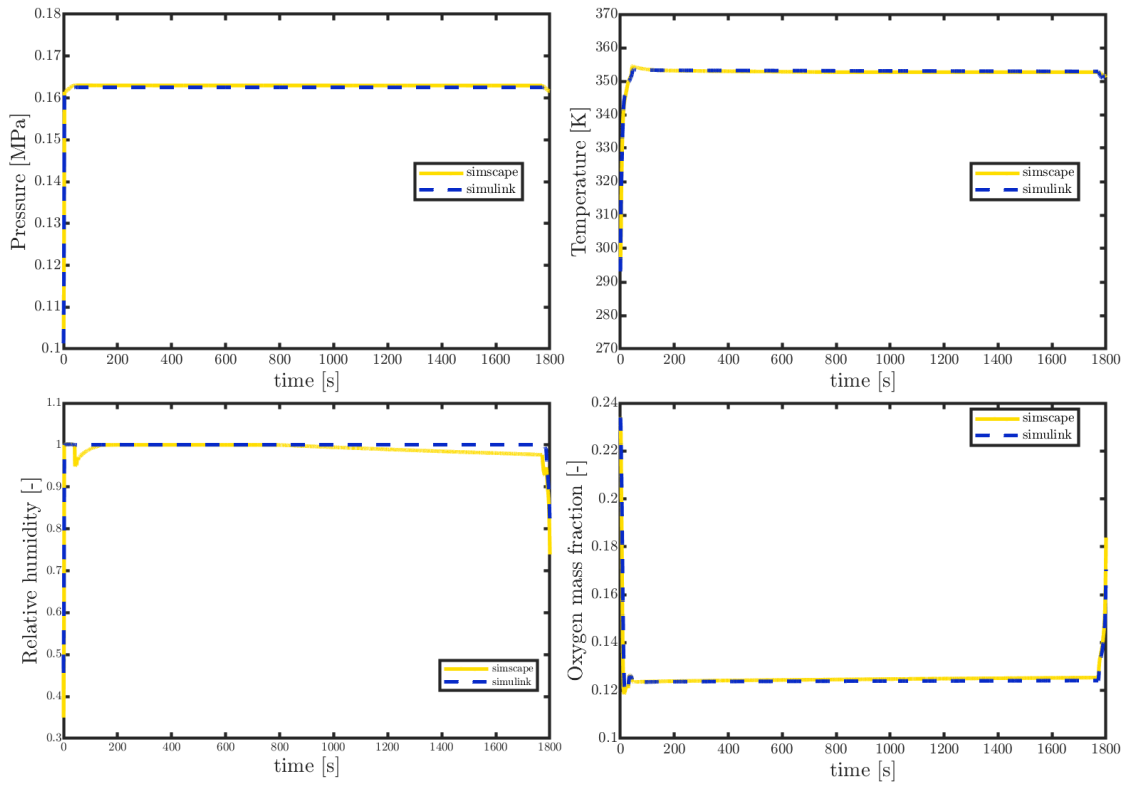 0.18
0.17
0.16
0.15
0.14
0.13
0.12
0.11
0.1
Pressure [MPa]
simscape
simulink
0 200 400 600 800 1000 1200 1400 1600 1800
time [s]
370
360
350
340
330
320
310
300
290
280
270
Temperature [K]
simscape
simulink
0 200 400 600 800 1000 1200 1400 1600 1800
time [s]
1.1
1
0.9
0.8
0.7
0.6
0.5
0.4
0.3
Relative humidity [-]
simscape
simulink
0 200 400 600 800 1000 1200 1400 1600 1800
time [s]
0.24
0.22
0.2
0.18
0.16
0.14
0.12
0.1
Oxygen mass fraction [-]
simscape
simulink
0 200 400 600 800 1000 1200 1400 1600 1800
time [s]